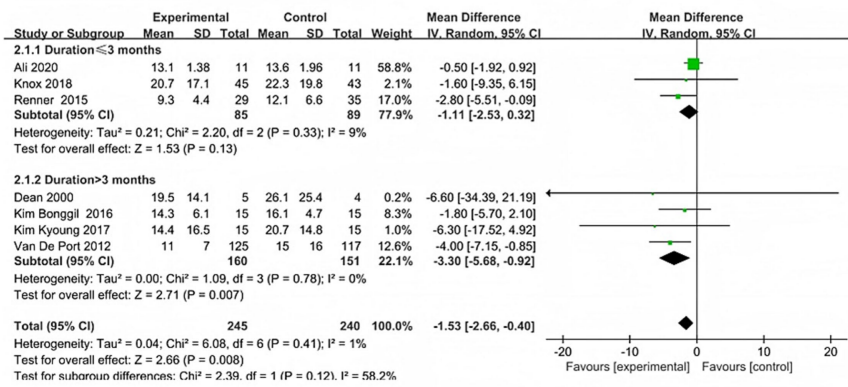 Experimental Control Mean Difference Mean Difference
Study or Subgroup Mean SD Total Mean SD Total Weight IV. Random, 95% CI IV. Random, 95% CI
2.1.1 Duration⩽3 months
Ali 2020 13.1 1.38 11 13.6 1.96 11 58.8% -0.50 [-1.92, 0.92]
Knox 2018 20.7 17.1 45 22.3 19.8 43 2.1% -1.60 [-9.35, 6.15]
Renner 2015 9.3 4.4 29 12.1 6.6 35 17.0% -2.80 [-5.51, -0.09]
Subtotal (95% CI) 85 89 77.9% -1.11 [-2.53, 0.32]
Heterogeneity: Tau² = 0.21; Chi² = 2.20, df = 2 (P = 0.33); I² = 9%
Test for overall effect: Z = 1.53 (P = 0.13)
2.1.2 Duration>3 months
Dean 2000 19.5 14.1 5 26.1 25.4 4 0.2% -6.60 [-34.39, 21.19]
Kim Bonggil 2016 14.3 6.1 15 16.1 4.7 15 8.3% -1.80 [-5.70, 2.10]
Kim Kyoung 2017 14.4 16.5 15 20.7 14.8 15 1.0% -6.30 [-17.52, 4.92]
Van De Port 2012 11 7 125 15 16 117 12.6% -4.00 [-7.15, -0.85]
Subtotal (95% CI) 160 151 22.1% -3.30 [-5.68, -0.92]
Heterogeneity: Tau² = 0.00; Chi² = 1.09, df = 3 (P = 0.78); I² = 0%
Test for overall effect: Z = 2.71 (P = 0.007)
Total (95% CI) 245 240 100.0% -1.53 [-2.66, -0.40]
Heterogeneity: Tau² = 0.04; Chi² = 6.08, df = 6 (P = 0.41); I² = 1%
Test for overall effect: Z = 2.66 (P = 0.008)
Test for subgroup differences: Chi² = 2.39, df = 1 (P = 0.12), I² = 58.2%
-20 -10 0 10 20
Favours [experimental] Favours [control]